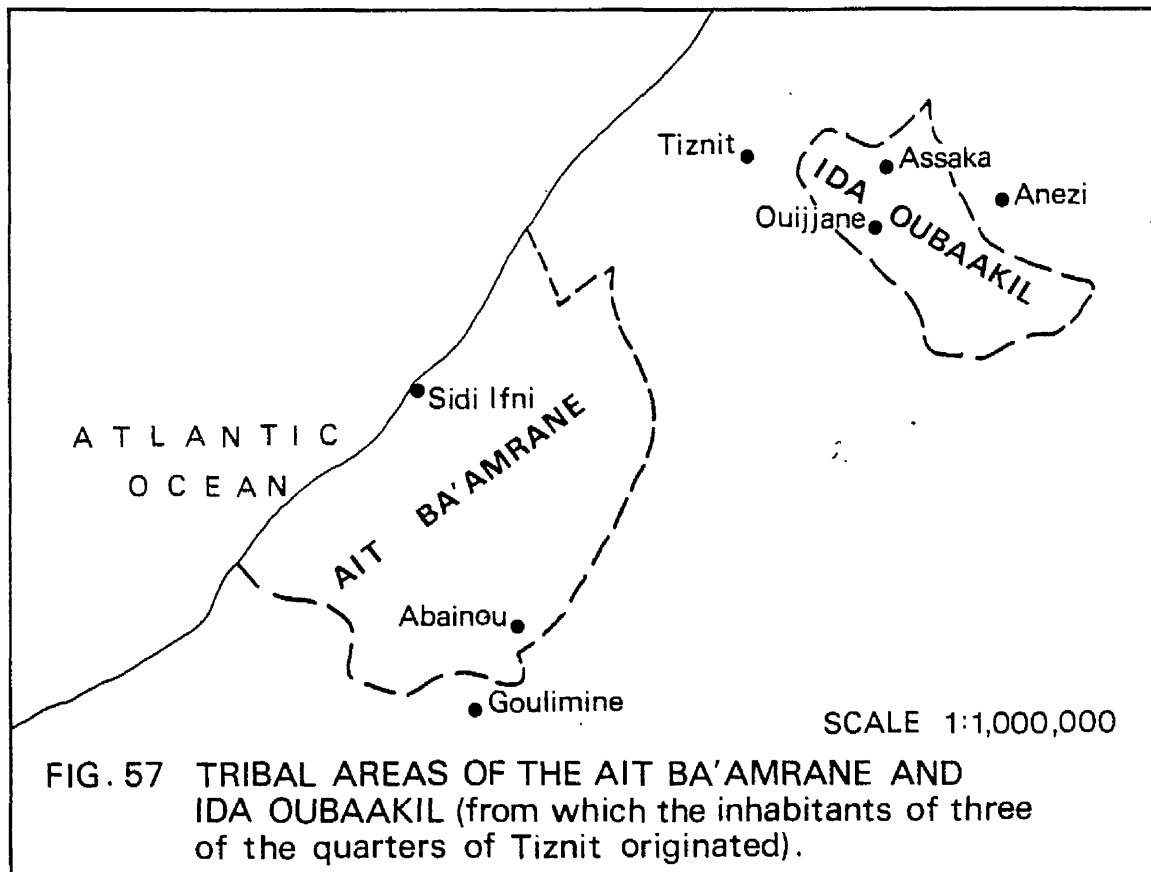 Tiznit
Assaka
Anezi
IDA OUBAAKIL
Ouijjane
Sidi Ifni
ATLANTIC
OCEAN
AIT BA'AMRANE
Abainou
Goulimine
SCALE 1:1,000,000
FIG. 57 TRIBAL AREAS OF THE AIT BA'AMRANE AND
IDA OUBAAKIL (from which the inhabitants of three
of the quarters of Tiznit originated).